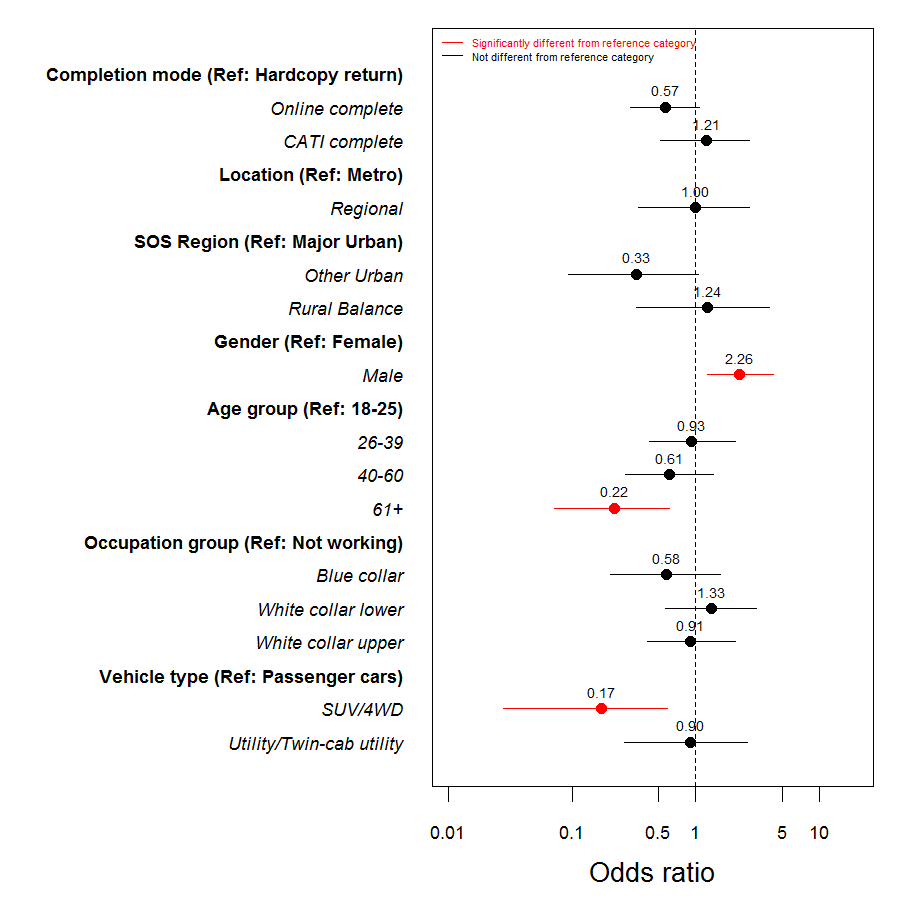 Significantly different from reference category
Not different from reference category
Completion mode (Ref: Hardcopy return)
Online complete 0.57
CATI complete 1.21
Location (Ref: Metro)
Regional 1.00
SOS Region (Ref: Major Urban)
Other Urban 0.33
Rural Balance 1.24
Gender (Ref: Female)
Male 2.26
Age group (Ref: 18-25)
26-39 0.93
40-60 0.61
61+ 0.22
Occupation group (Ref: Not working)
Blue collar 0.58
White collar lower 1.33
White collar upper 0.91
Vehicle type (Ref: Passenger cars)
SUV/4WD 0.17
Utility/Twin-cab utility 0.90
0.01 0.1 0.5 1 5 10
Odds ratio